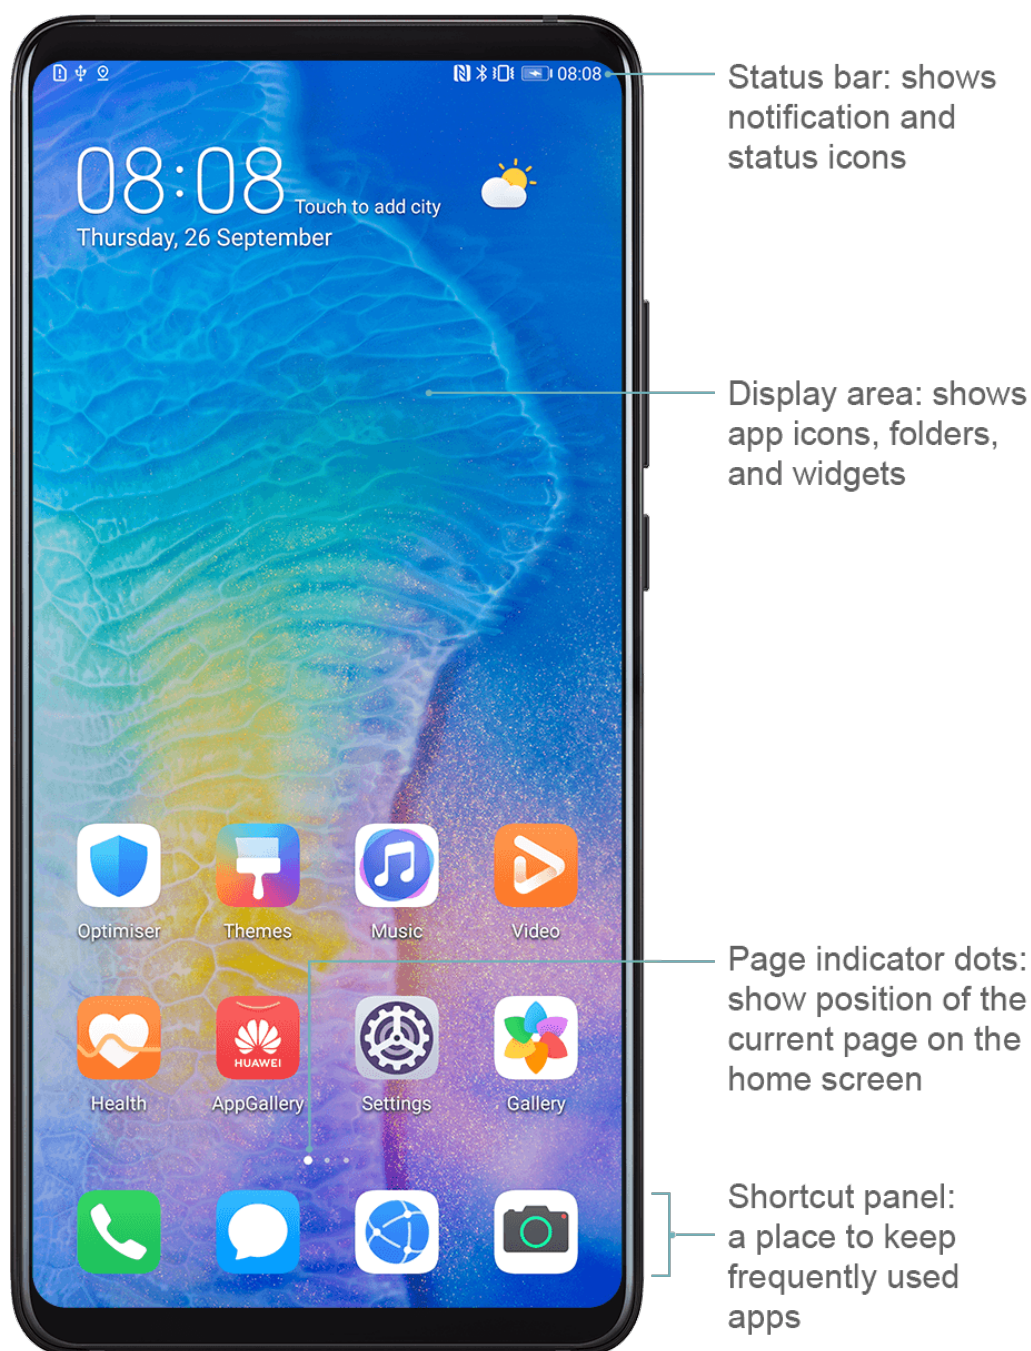 08:08
Status bar: shows
notification and
status icons
08:08 Touch to add city
Thursday, 26 September
Display area: shows
app icons, folders,
and widgets
Optimiser Themes Music Video
Page indicator dots:
show position of the
current page on the
home screen
HUAWEI
Health AppGallery Settings Gallery
Shortcut panel:
a place to keep
frequently used
apps